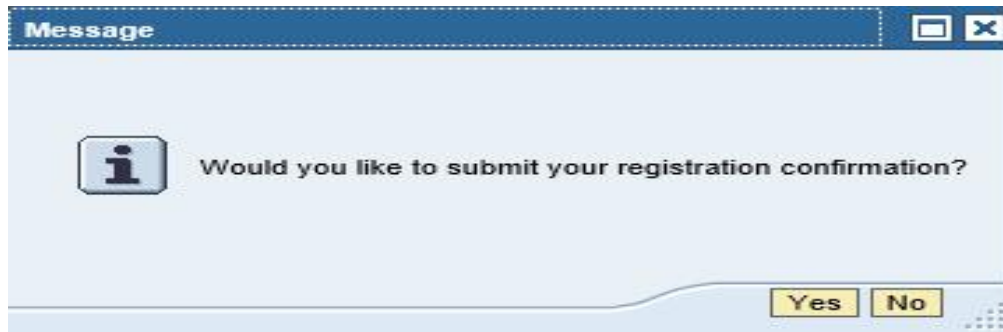 Message
Would you like to submit your registration confirmation?
Yes No